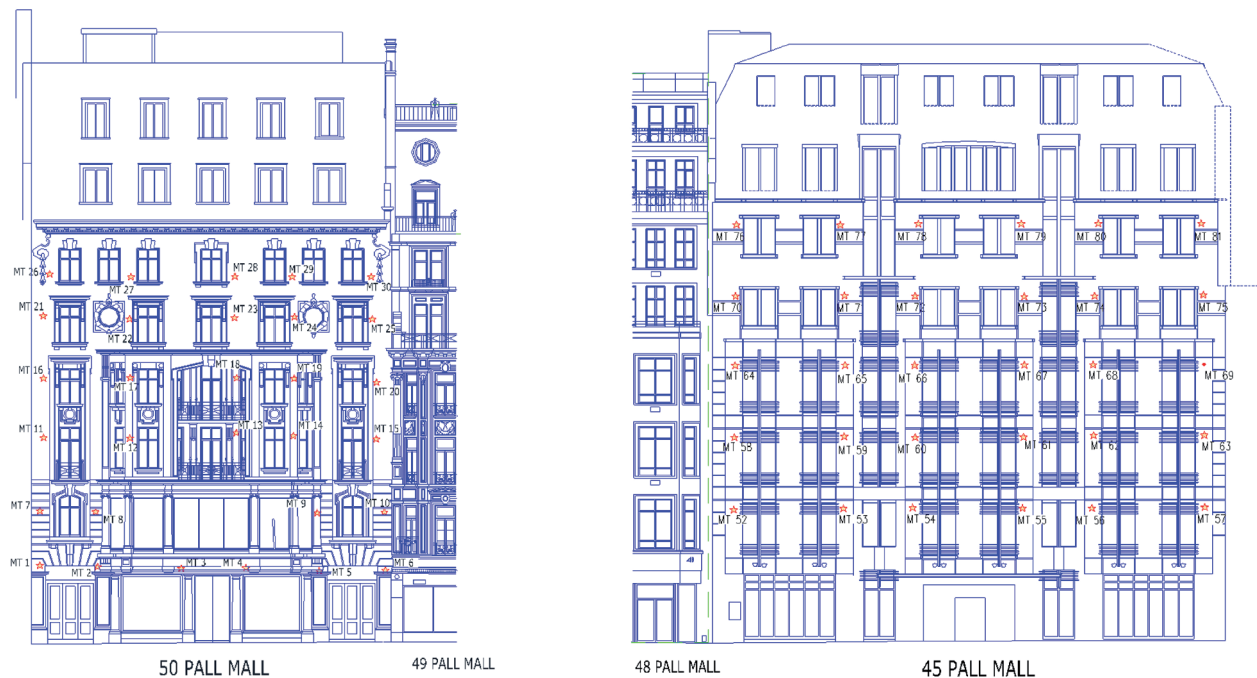 MT 76
MT 77
MT 78
MT 79
MT 80
MT 81
MT 26
MT 27
MT 28
MT 29
MT 30
MT 21
MT 22
MT 23
MT 24
MT 25
MT 70
MT 71
MT 72
MT 73
MT 74
MT 75
MT 16
MT 17
MT 18
MT 19
MT 20
MT 64
MT 65
MT 66
MT 67
MT 68
MT 69
MT 11
MT 12
MT 13
MT 14
MT 15
MT 58
MT 59
MT 60
MT 61
MT 62
MT 63
MT 7
MT 8
MT 9
MT 10
MT 52
MT 53
MT 54
MT 55
MT 56
MT 57
MT 1
MT 2
MT 3
MT 4
MT 5
MT 6
50 PALL MALL
49 PALL MALL
48 PALL MALL
45 PALL MALL